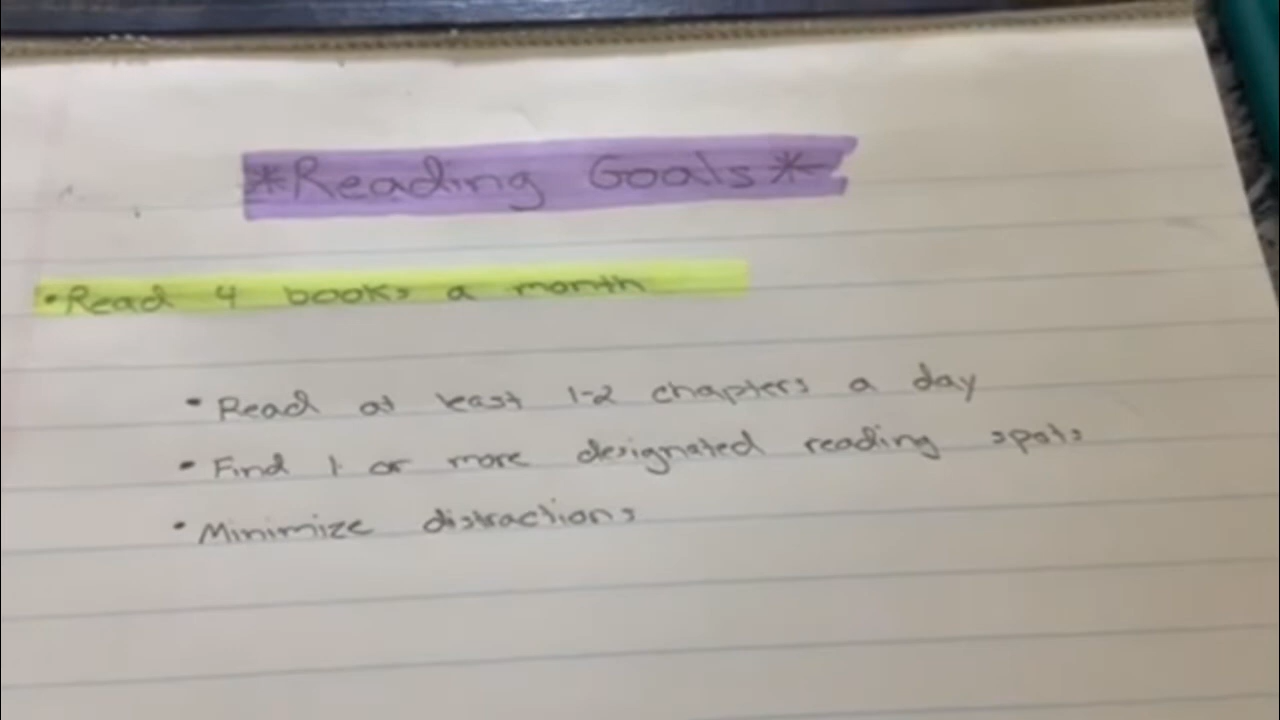 *Reading Goals*
•Read 4 books a month
•Read at least 1-2 chapters a day
•Find 1 or more designated reading spots
•Minimize distractions